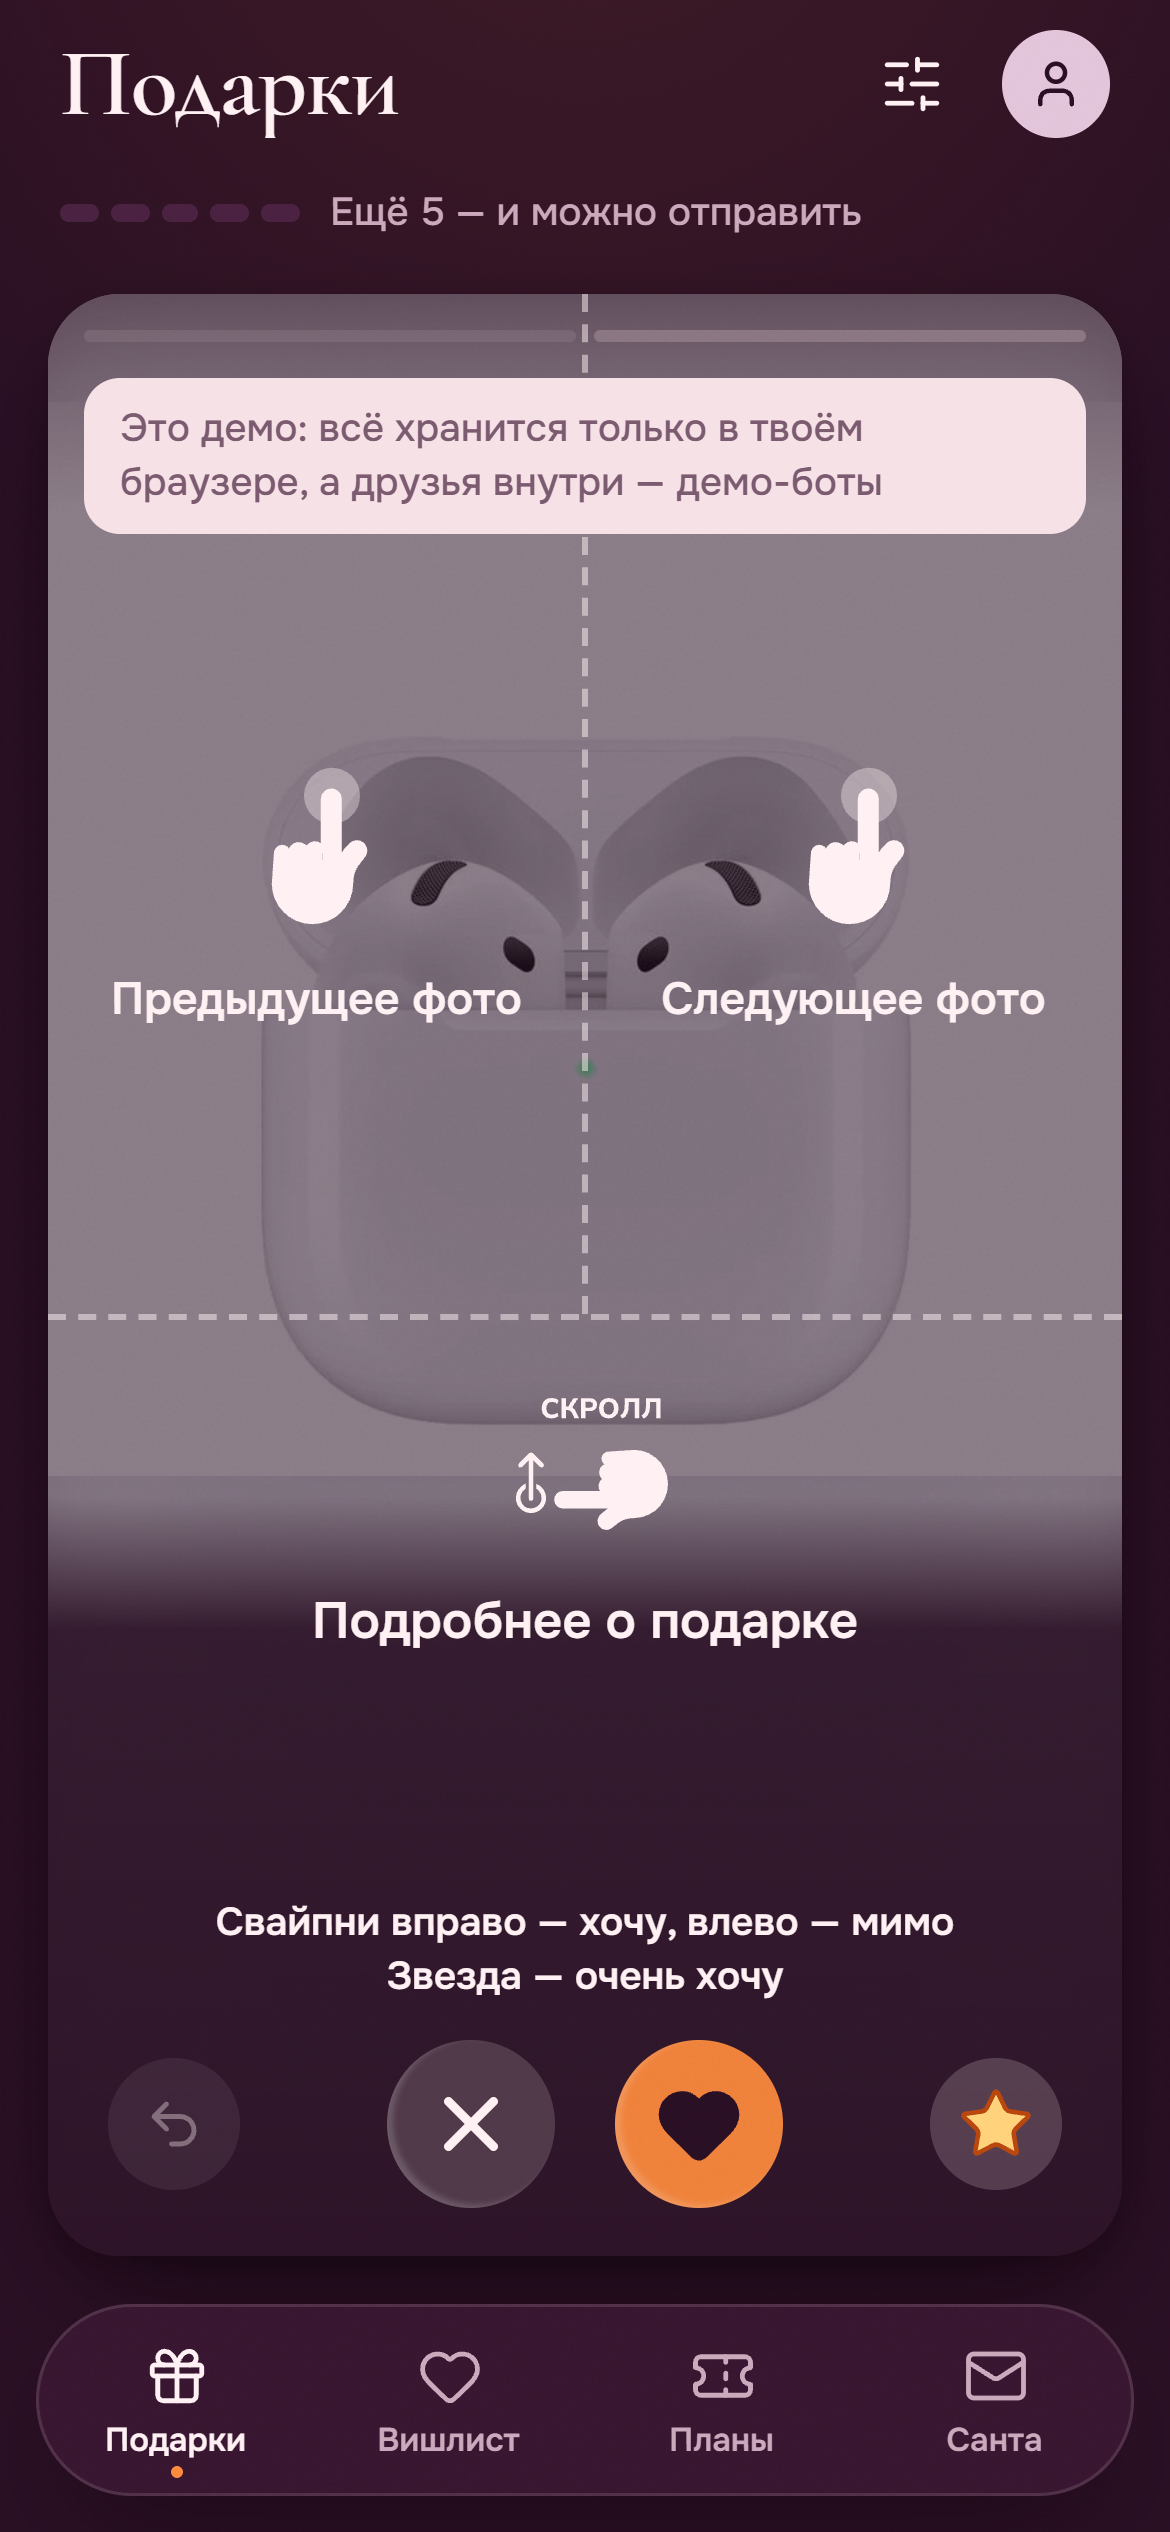 Подарки
Ещё 5 — и можно отправить
Это демо: всё хранится только в твоём
браузере, а друзья внутри — демо-боты
Предыдущее фото
Следующее фото
СКРОЛЛ
Подробнее о подарке
Свайпни вправо — хочу, влево — мимо
Звезда — очень хочу
Подарки
Вишлист
Планы
Санта